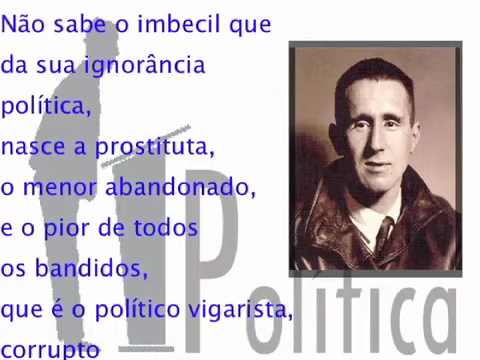 Não sabe o imbecil que
da sua ignorância
política,
nasce a prostituta,
o menor abandonado,
e o pior de todos
os bandidos,
que é o político vigarista,
corrupto
Política